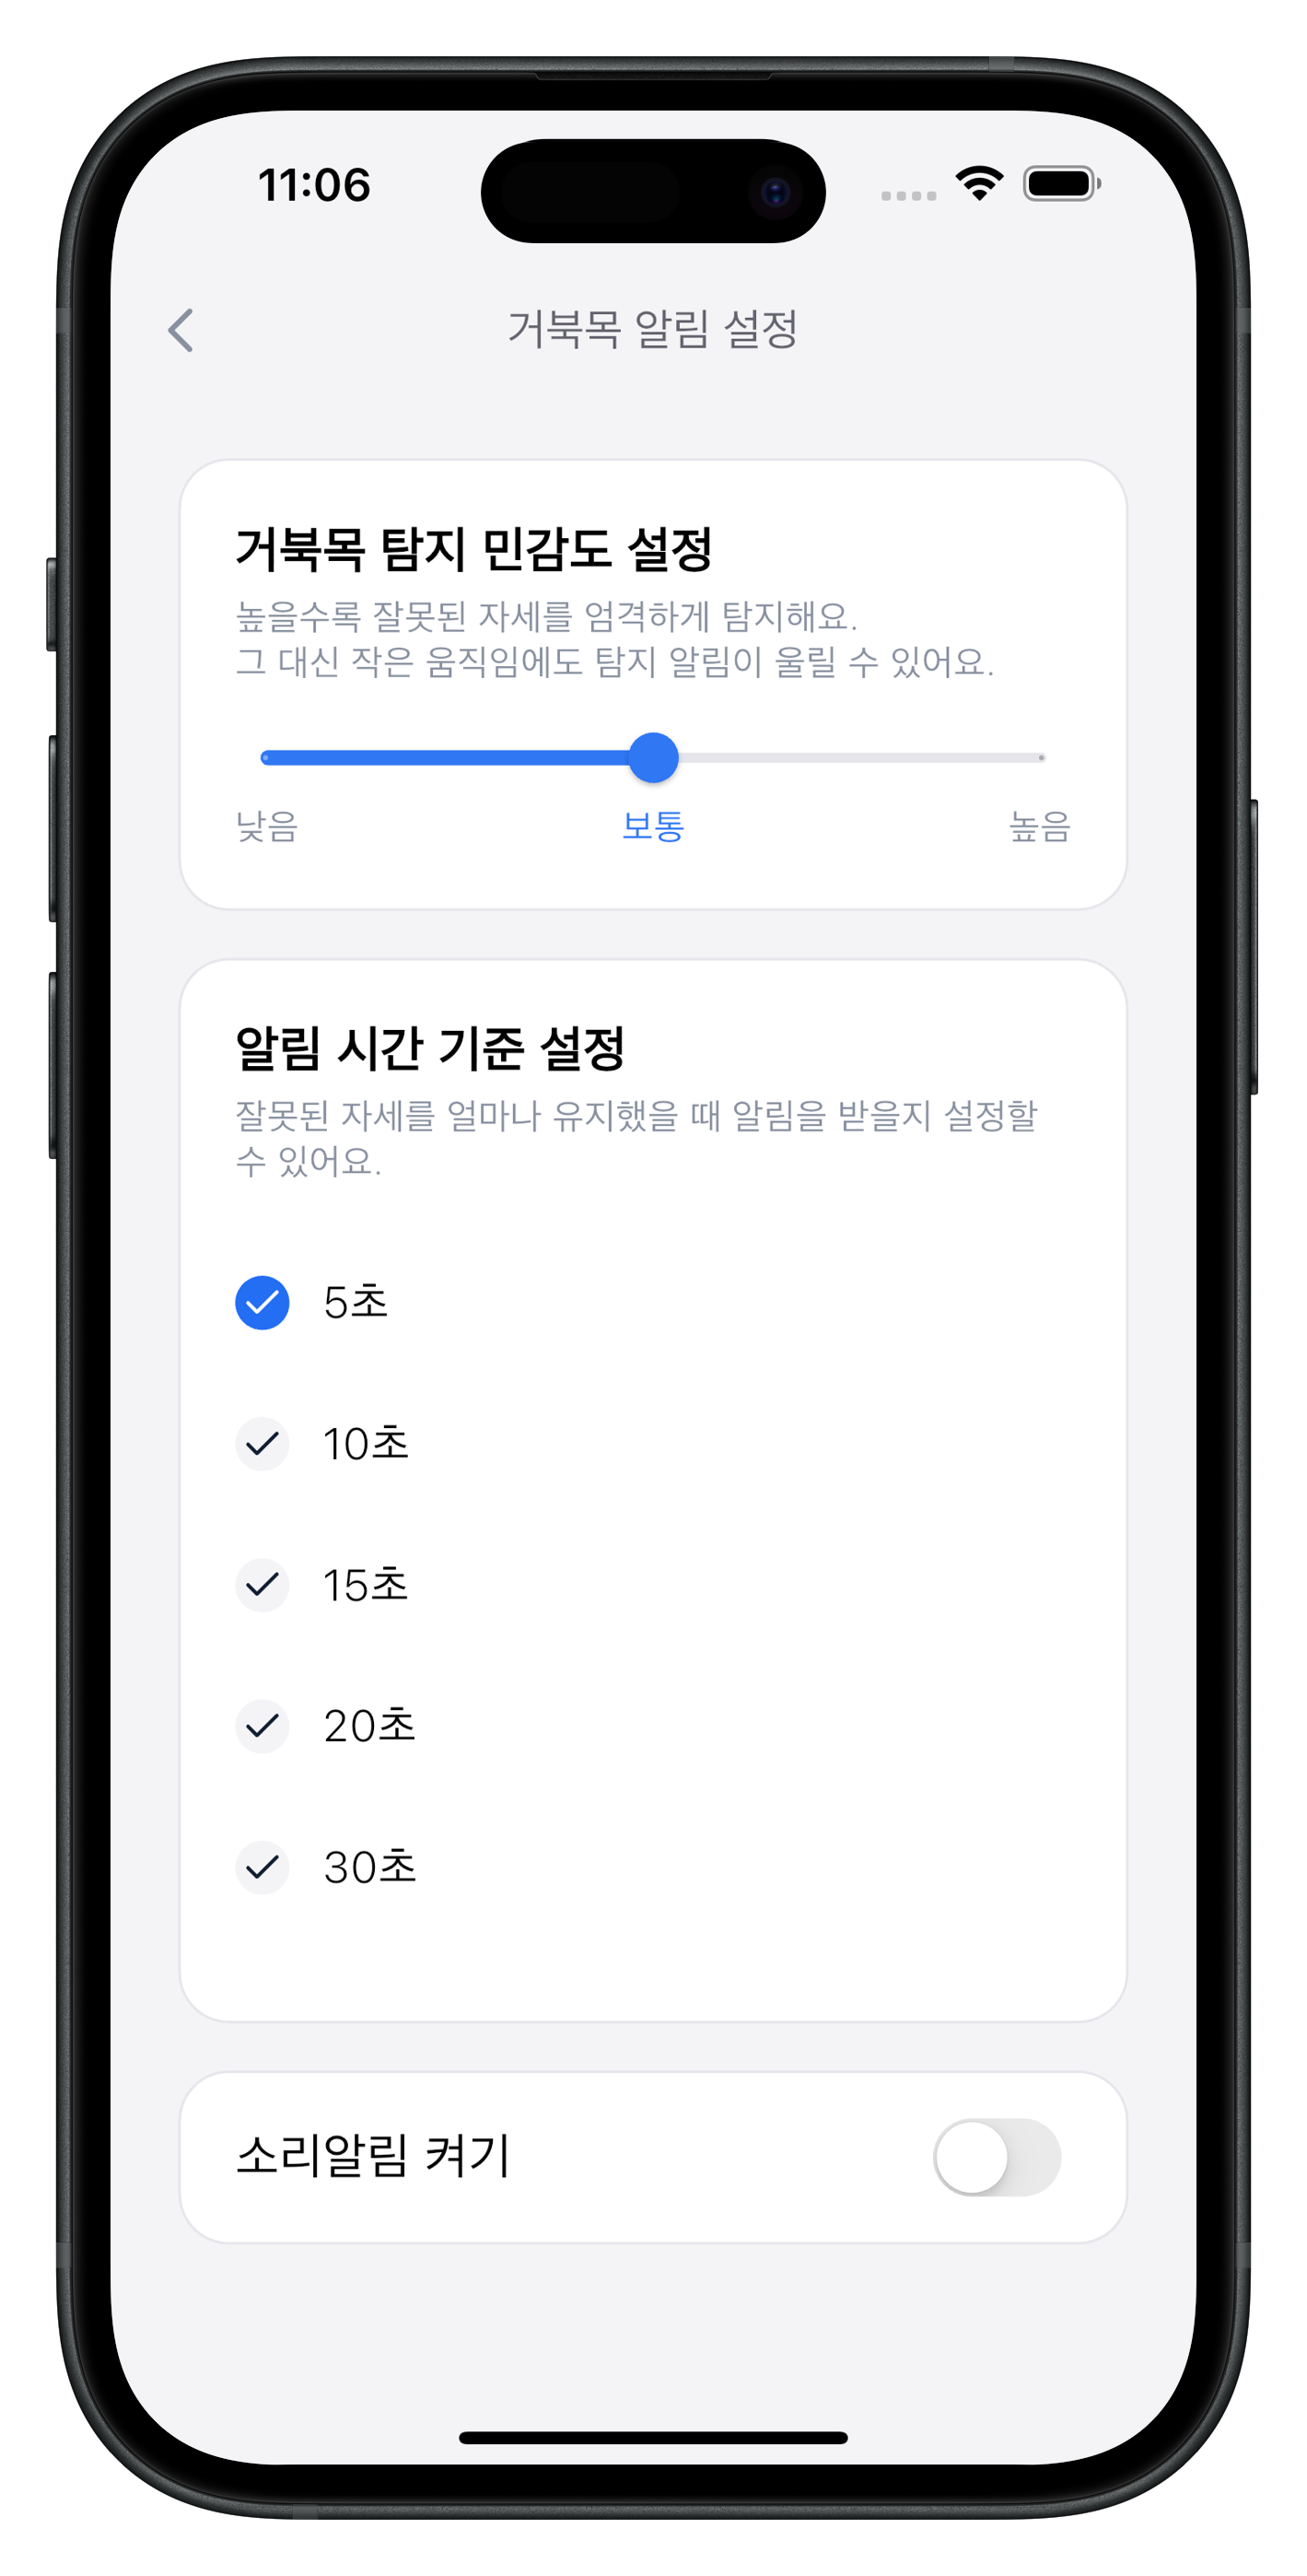 11:06
거북목 알림 설정
거북목 탐지 민감도 설정
높을수록 잘못된 자세를 엄격하게 탐지해요.
그 대신 작은 움직임에도 탐지 알림이 울릴 수 있어요.
낮음 보통 높음
알림 시간 기준 설정
잘못된 자세를 얼마나 유지했을 때 알림을 받을지 설정할
수 있어요.
5초
10초
15초
20초
30초
소리알림 켜기